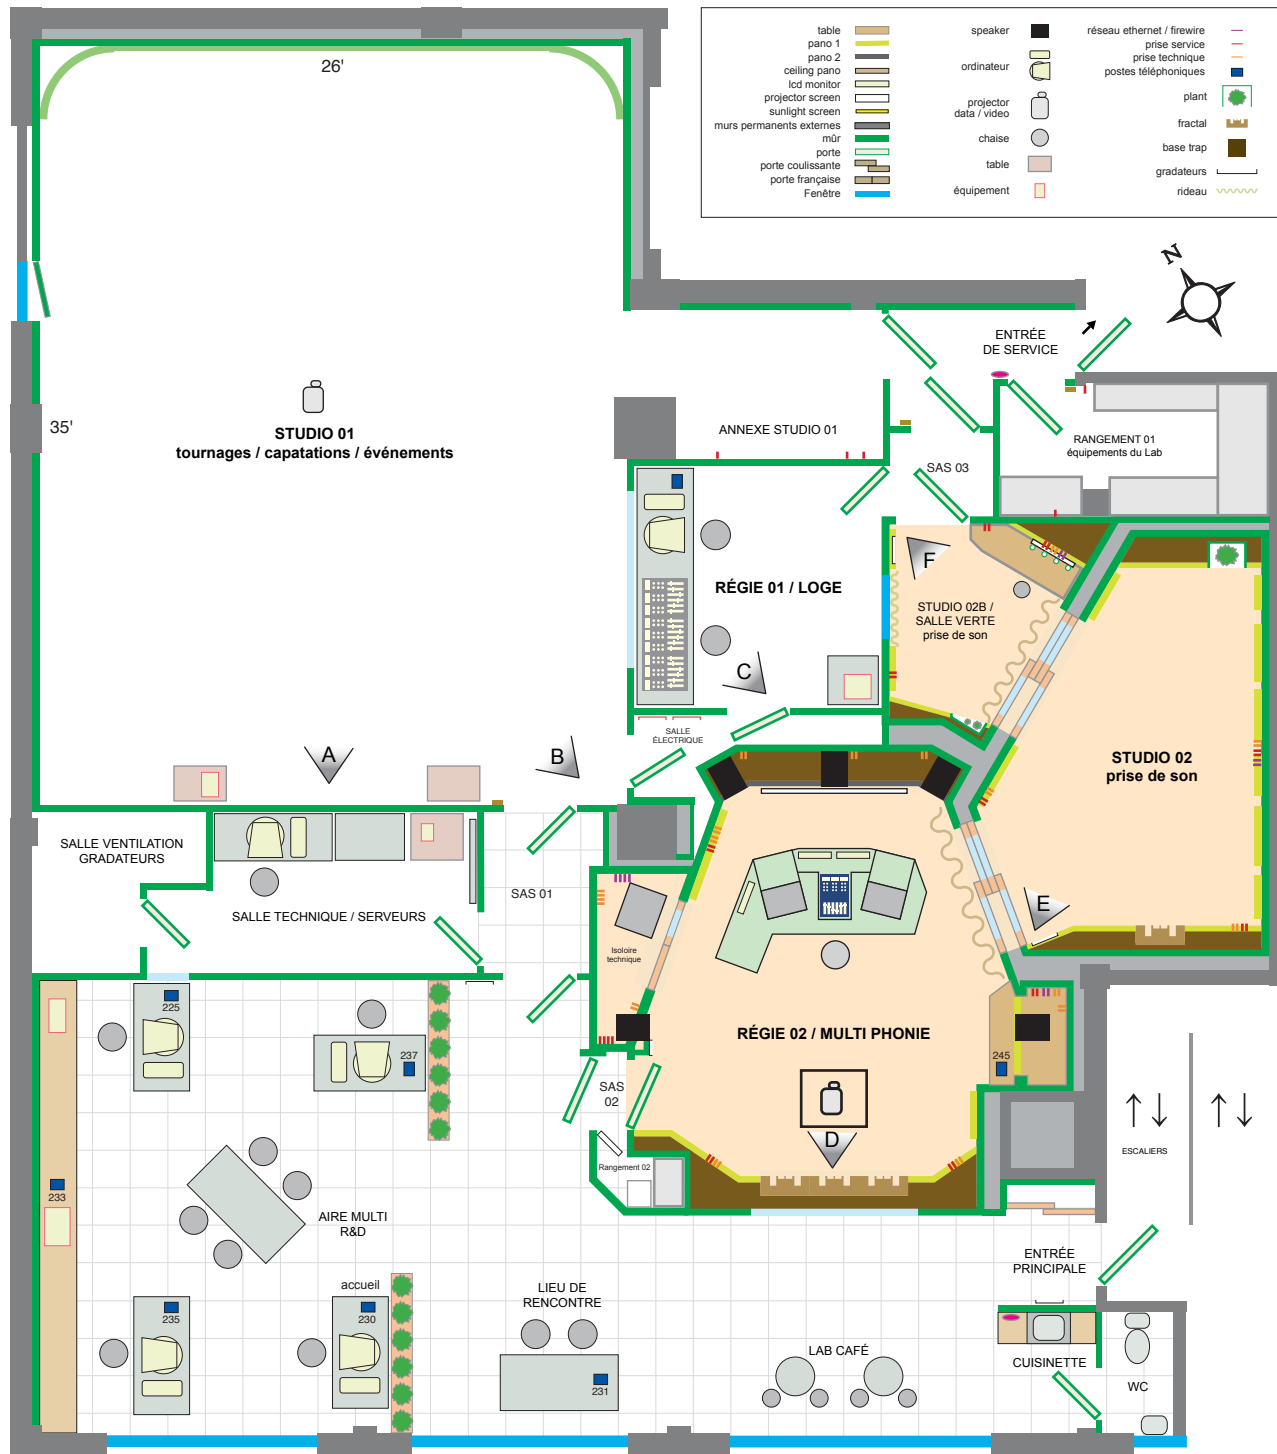 26'
35'
table
pano 1
pano 2
ceiling pano
lcd monitor
projector screen
sunlight screen
murs permanents externes
mûr
porte
porte coulissante
porte française
Fenêtre
speaker
ordinateur
projector
data / video
chaise
table
équipement
réseau ethernet / firewire
prise service
prise technique
postes téléphoniques
plant
fractal
base trap
gradateurs
rideau
N
ENTRÉE
DE SERVICE
STUDIO 01
tournages / capatations / événements
ANNEXE STUDIO 01
SAS 03
RANGEMENT 01
équipements du Lab
RÉGIE 01 / LOGE
F
STUDIO 02B /
SALLE VERTE
prise de son
C
SALLE
ÉLECTRIQUE
A
B
STUDIO 02
prise de son
E
SALLE VENTILATION
GRADATEURS
SALLE TECHNIQUE / SERVEURS
SAS 01
Isoloire
technique
RÉGIE 02 / MULTI PHONIE
245
SAS
02
D
Rangement 02
225
237
233
AIRE MULTI
R&D
accueil
235
230
LIEU DE
RENCONTRE
231
LAB CAFÉ
ESCALIERS
ENTRÉE
PRINCIPALE
CUISINETTE
WC